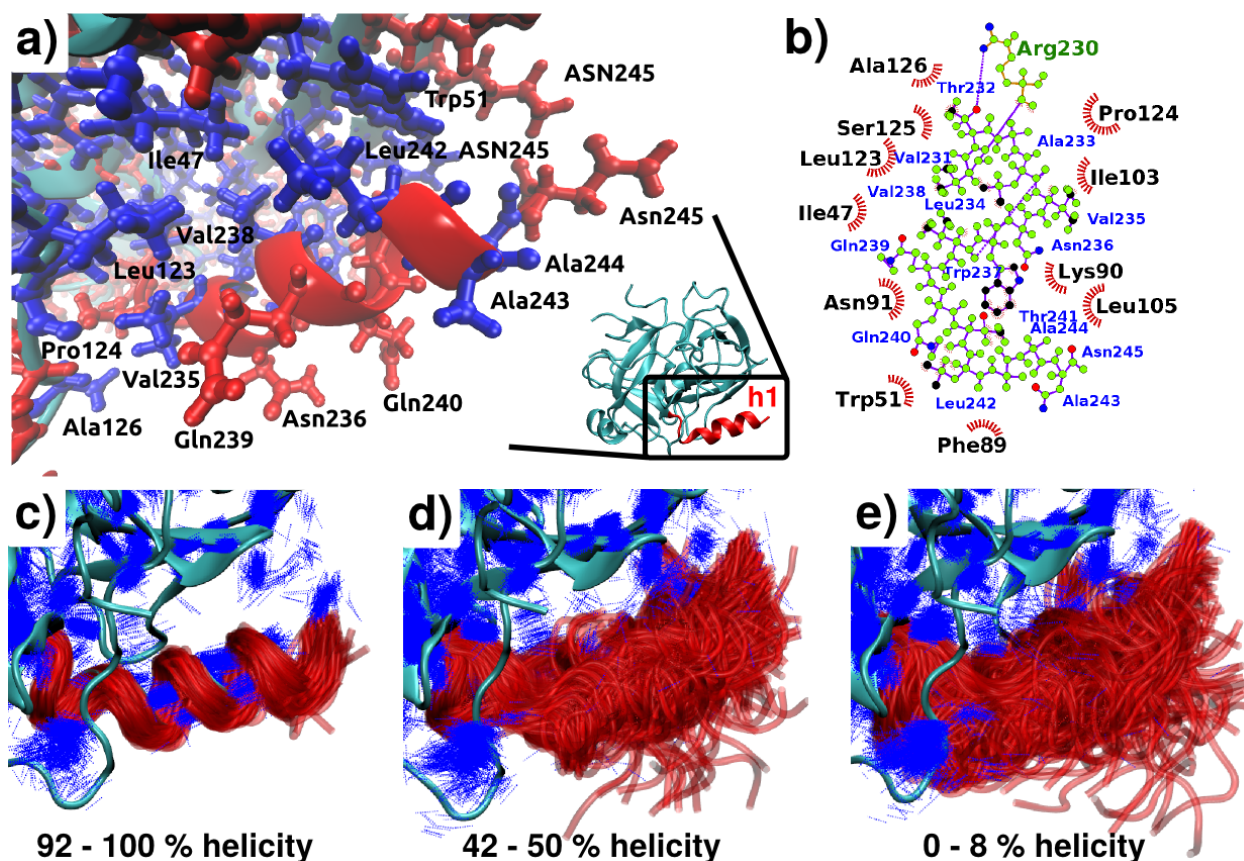 a)
ASN245
Trp51
Ile47
Leu242 ASN245
Asn245
Val238
Leu123
Ala244
Ala243
Pro124
Val235
Ala126
Gln239
Asn236
Gln240
h1
b)
Arg230
Ala126
Thr232
Pro124
Ser125
Ala233
Leu123
Val231
Ile103
Val238
Leu234
Ile47
Val235
Gln239
Asn236
Trp237
Lys90
Asn91
Leu105
Thr241
Ala244
Gln240
Asn245
Trp51
Leu242
Ala243
Phe89
c)
92 - 100 % helicity
d)
42 - 50 % helicity
e)
0 - 8 % helicity